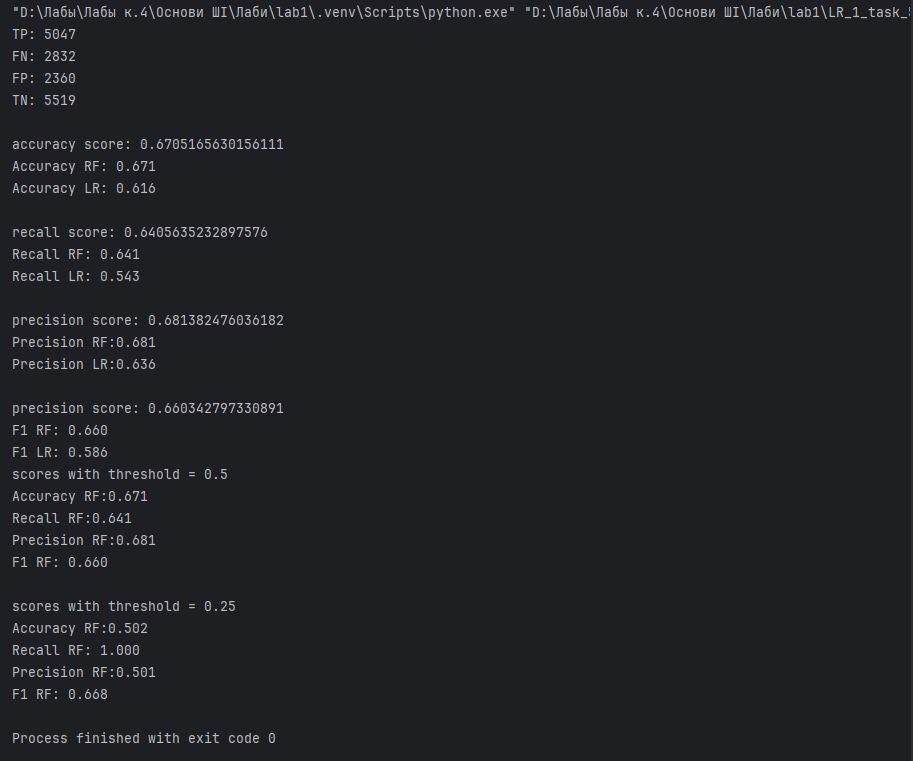 "D:\Лабы\Лабы к.4\Основи ШІ\Лаби\lab1\.venv\Scripts\python.exe" "D:\Лабы\Лабы к.4\Основи ШІ\Лаби\lab1\LR_1_task_
TP: 5047
FN: 2832
FP: 2360
TN: 5519
accuracy score: 0.6705165630156111
Accuracy RF: 0.671
Accuracy LR: 0.616
recall score: 0.6405635232897576
Recall RF: 0.641
Recall LR: 0.543
precision score: 0.681382476036182
Precision RF:0.681
Precision LR:0.636
precision score: 0.660342797330891
F1 RF: 0.660
F1 LR: 0.586
scores with threshold = 0.5
Accuracy RF:0.671
Recall RF:0.641
Precision RF:0.681
F1 RF: 0.660
scores with threshold = 0.25
Accuracy RF:0.502
Recall RF: 1.000
Precision RF:0.501
F1 RF: 0.668
Process finished with exit code 0